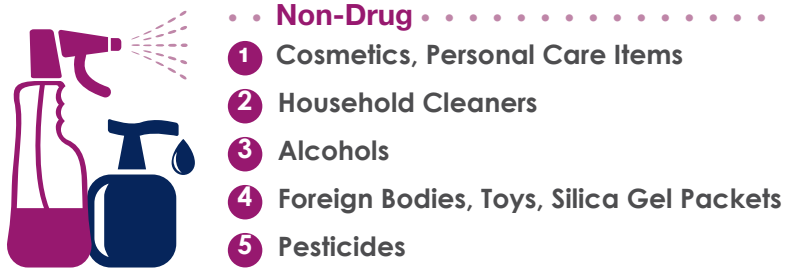 Non-Drug
1 Cosmetics, Personal Care Items
2 Household Cleaners
3 Alcohols
4 Foreign Bodies, Toys, Silica Gel Packets
5 Pesticides